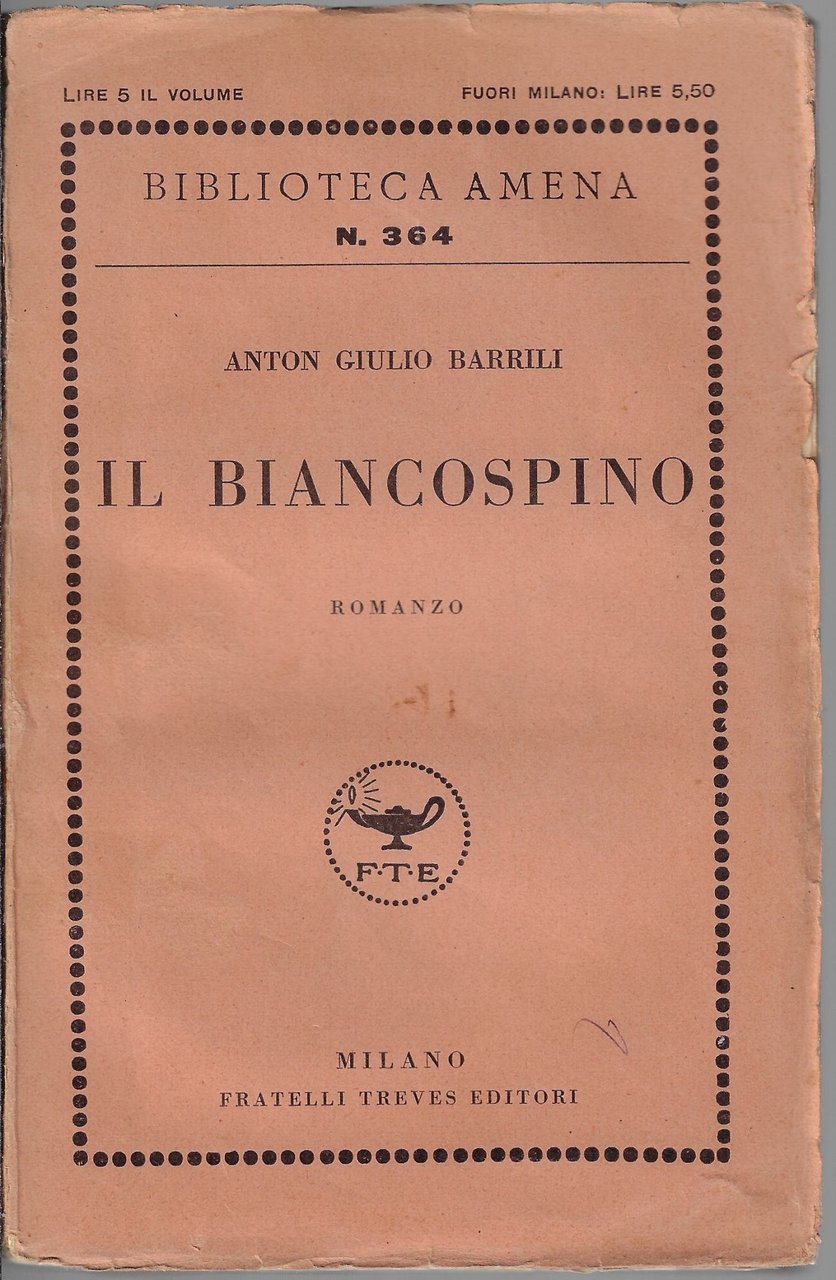 LIRE 5 IL VOLUME FUORI MILANO: LIRE 5,50
BIBLIOTECA AMENA
N. 364
ANTON GIULIO BARRILI
IL BIANCOSPINO
ROMANZO
F·T·E
MILANO
FRATELLI TREVES EDITORI